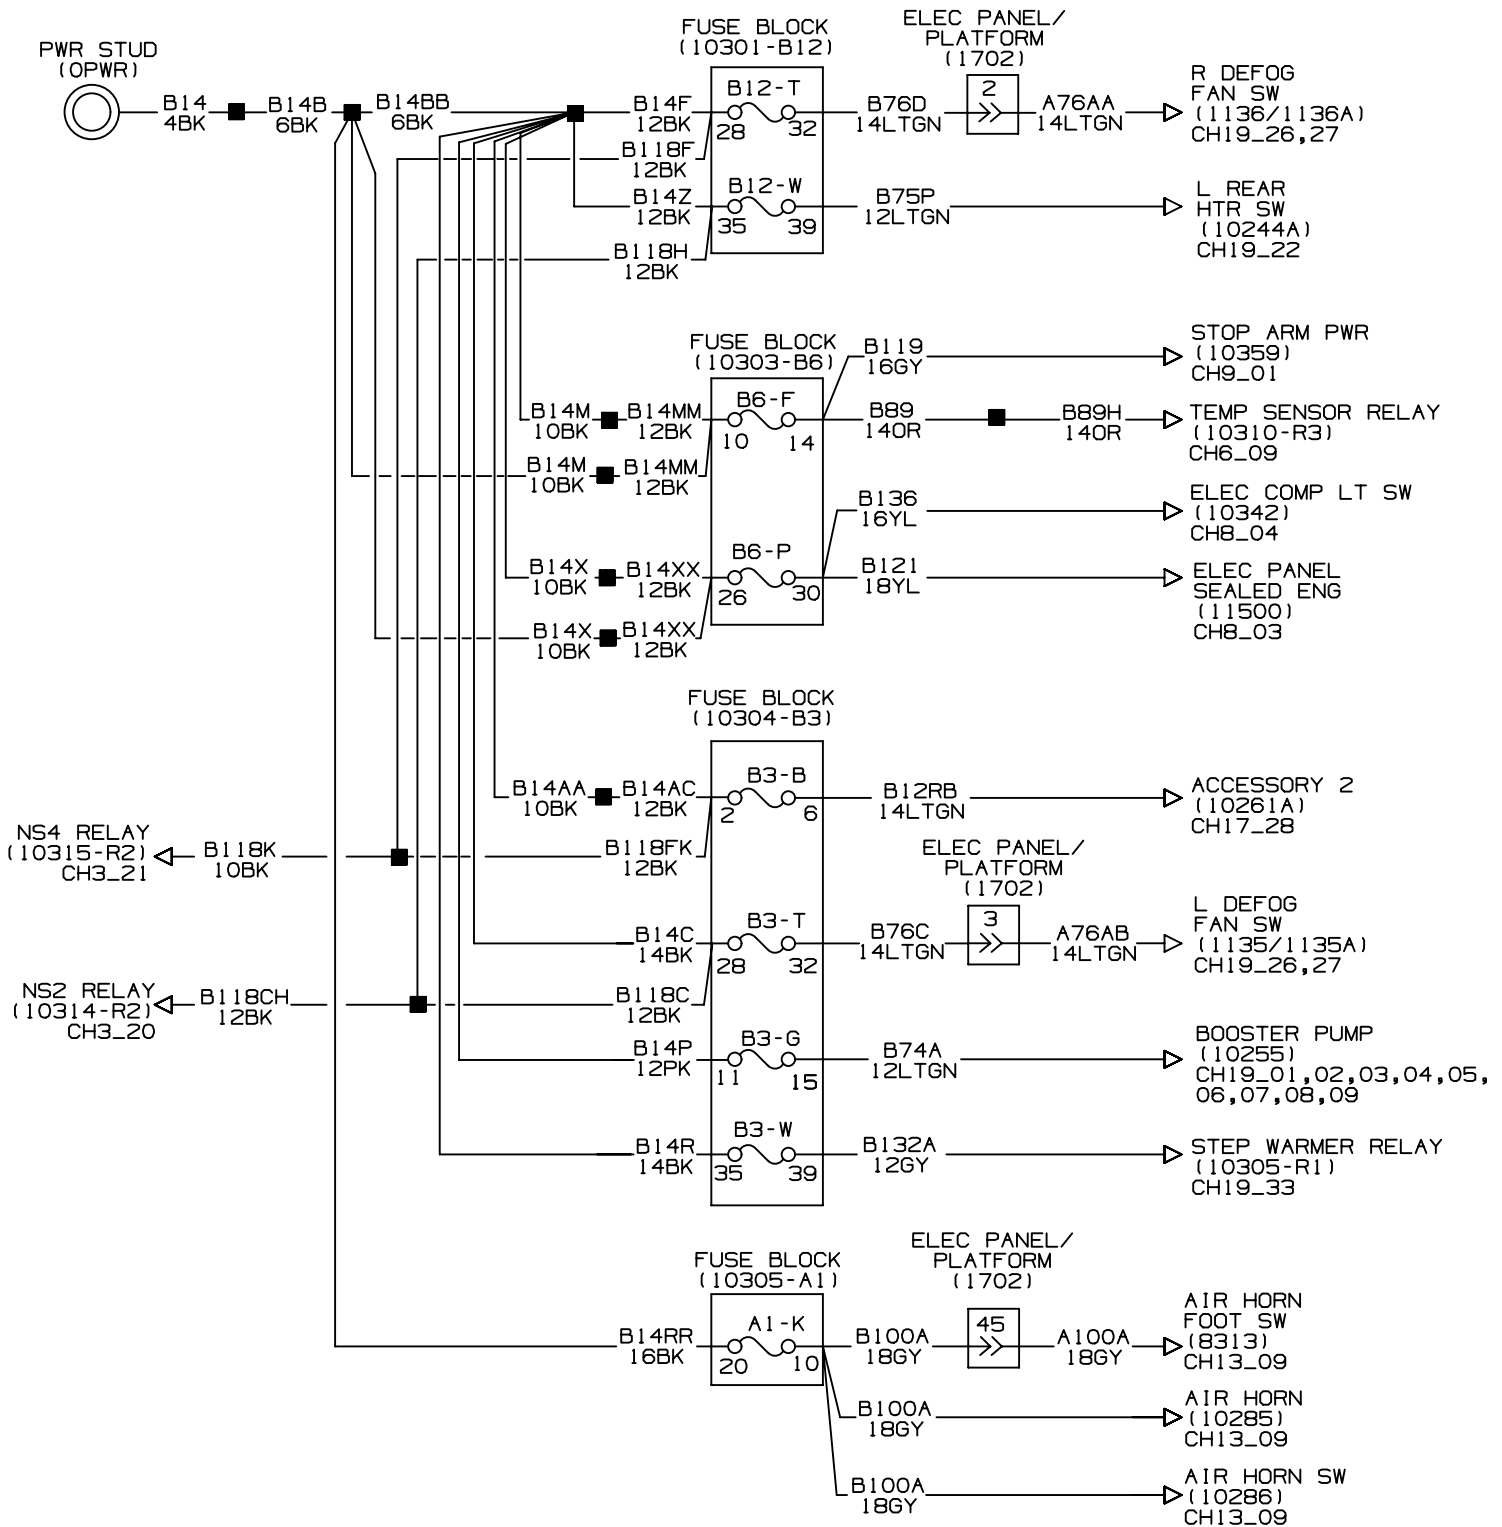 PWR STUD
(0PWR)
B14
4BK
B14B
6BK
B14BB
6BK
FUSE BLOCK
(10301-B12)
B14F
12BK
B12-T
28
32
B118F
12BK
B76D
14LTGN
ELEC PANEL/
PLATFORM
(1702)
2
A76AA
14LTGN
R DEFOG
FAN SW
(1136/1136A)
CH19_26,27
B14Z
12BK
B12-W
35
39
B118H
12BK
B75P
12LTGN
L REAR
HTR SW
(10244A)
CH19_22
FUSE BLOCK
(10303-B6)
B119
16GY
STOP ARM PWR
(10359)
CH9_01
B14M
10BK
B14MM
12BK
B6-F
10
14
B89
14OR
B89H
14OR
TEMP SENSOR RELAY
(10310-R3)
CH6_09
B14M
10BK
B14MM
12BK
B136
16YL
ELEC COMP LT SW
(10342)
CH8_04
B14X
10BK
B14XX
12BK
B6-P
26
30
B121
18YL
ELEC PANEL
SEALED ENG
(11500)
CH8_03
B14X
10BK
B14XX
12BK
FUSE BLOCK
(10304-B3)
B14AA
10BK
B14AC
12BK
B3-B
2
6
B12RB
14LTGN
ACCESSORY 2
(10261A)
CH17_28
NS4 RELAY
(10315-R2)
CH3_21
B118K
10BK
B118FK
12BK
ELEC PANEL/
PLATFORM
(1702)
B14C
14BK
B3-T
28
32
B76C
14LTGN
3
A76AB
14LTGN
L DEFOG
FAN SW
(1135/1135A)
CH19_26,27
NS2 RELAY
(10314-R2)
CH3_20
B118CH
12BK
B118C
12BK
B14P
12PK
B3-G
11
15
B74A
12LTGN
BOOSTER PUMP
(10255)
CH19_01,02,03,04,05,
06,07,08,09
B14R
14BK
B3-W
35
39
B132A
12GY
STEP WARMER RELAY
(10305-R1)
CH19_33
FUSE BLOCK
(10305-A1)
ELEC PANEL/
PLATFORM
(1702)
B14RR
16BK
A1-K
20
10
B100A
18GY
45
A100A
18GY
AIR HORN
FOOT SW
(8313)
CH13_09
B100A
18GY
AIR HORN
(10285)
CH13_09
B100A
18GY
AIR HORN SW
(10286)
CH13_09